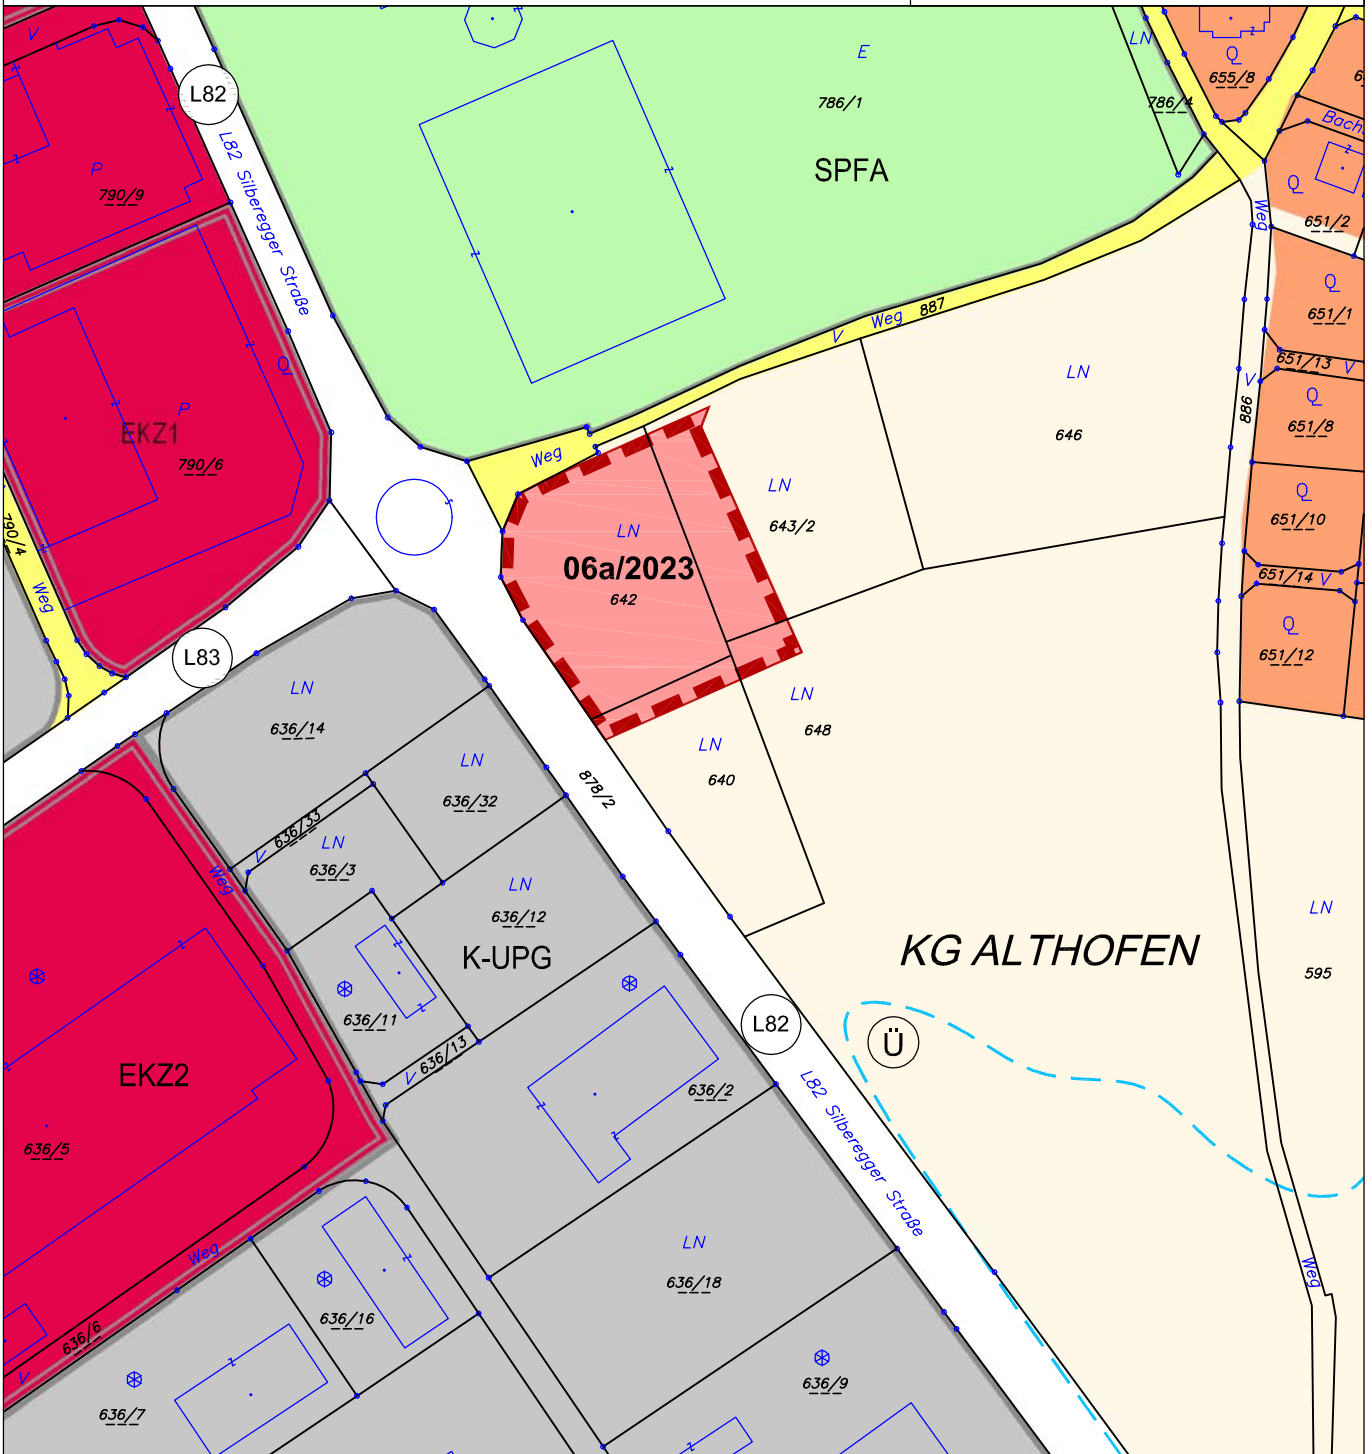 V
L82
E
LN
Q
655/8
786/1
786/4
SPFA
L82 Silberegger Straße
P
790/9
Q
651/2
Weg
Q
651/1
887
Weg
V
651/13
V
V
LN
646
Q
651/8
886
Q
P
EKZ1
790/6
Weg
LN
643/2
Q
651/10
LN
06a/2023
642
790/4
Weg
651/14
V
Q
651/12
L83
LN
636/14
LN
648
LN
640
LN
636/32
878/2
636/33
V
LN
636/3
Weg
LN
636/12
K-UPG
KG ALTHOFEN
LN
595
636/11
L82
Ü
636/13
V
EKZ2
636/2
636/5
L82 Silberegger Straße
Weg
LN
636/18
Weg
636/16
636/6
V
636/9
636/7